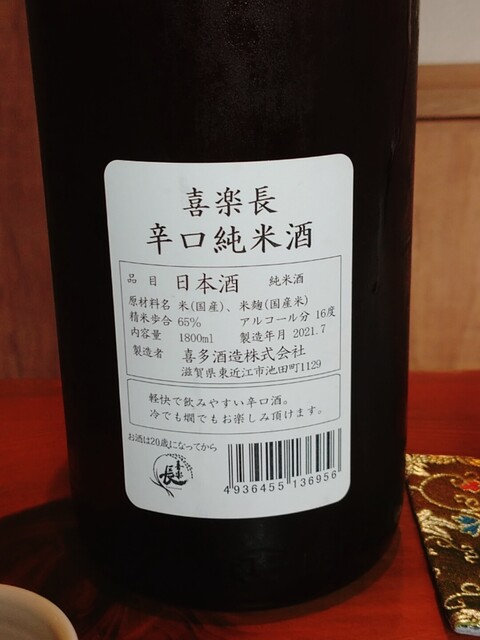 喜楽長
辛口純米酒
品目 日本酒 純米酒
原材料名 米(国産)、米麹(国産米)
精米歩合 65% アルコール分 16度
内容量 1800ml 製造年月 2021.7
製造者 喜多酒造株式会社
滋賀県東近江市池田町1129
軽快で飲みやすい辛口酒。
冷でも燗でもお楽しみ頂けます。
お酒は20歳になってから
喜楽長
4936455136956